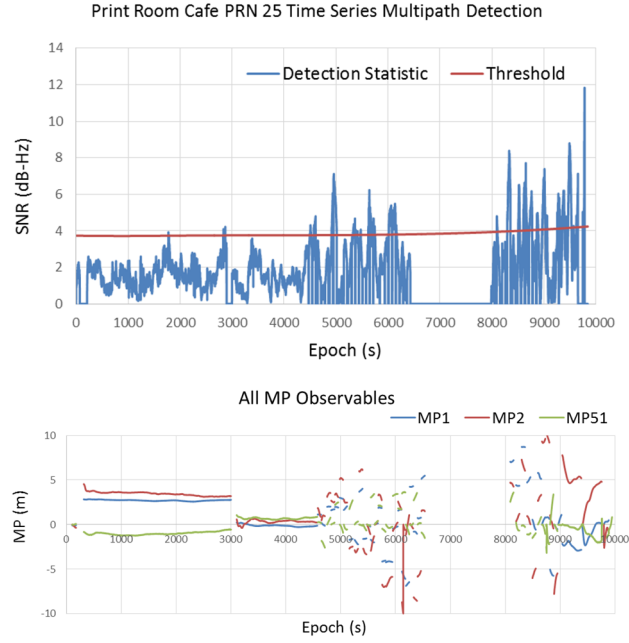 Print Room Cafe PRN 25 Time Series Multipath Detection
14
12
10
8
6
4
2
0
SNR (dB-Hz)
Detection Statistic
Threshold
0 1000 2000 3000 4000 5000 6000 7000 8000 9000 10000
Epoch (s)
All MP Observables
MP1 MP2 MP51
10
5
0
-5
-10
MP (m)
0 1000 2000 3000 4000 5000 6000 7000 8000 9000 10000
Epoch (s)